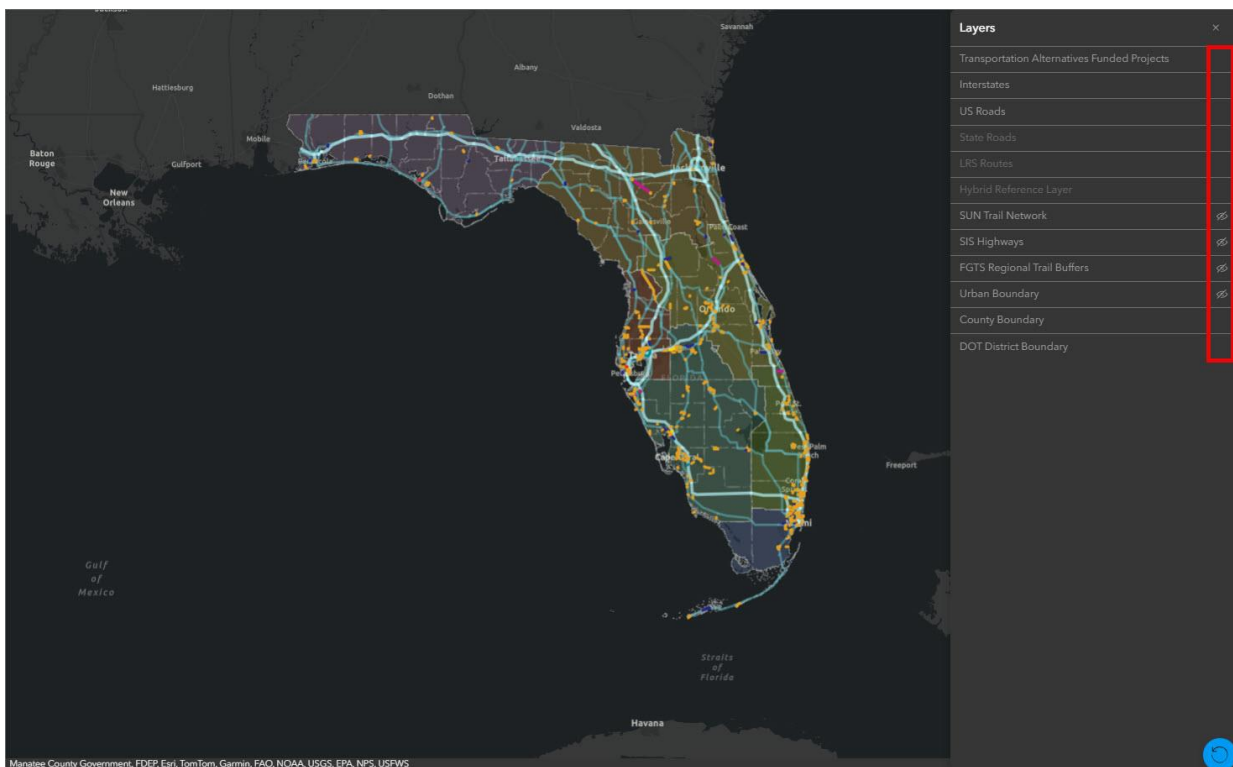 Savannah
Albany
Hattiesburg
Dothan
Valdosta
Mobile
Baton
Rouge
Gulfport
New
Orleans
Orlando
FLORIDA
Freeport
Gulf
of
Mexico
Straits
of
Florida
Havana
Manatee County Government, FDEP, Esri, TomTom, Garmin, FAO, NOAA, USGS, EPA, NPS, USFWS
Layers
×
Transportation Alternatives Funded Projects
Interstates
US Roads
State Roads
LRS Routes
Hybrid Reference Layer
SUN Trail Network
SIS Highways
FGTS Regional Trail Buffers
Urban Boundary
County Boundary
DOT District Boundary